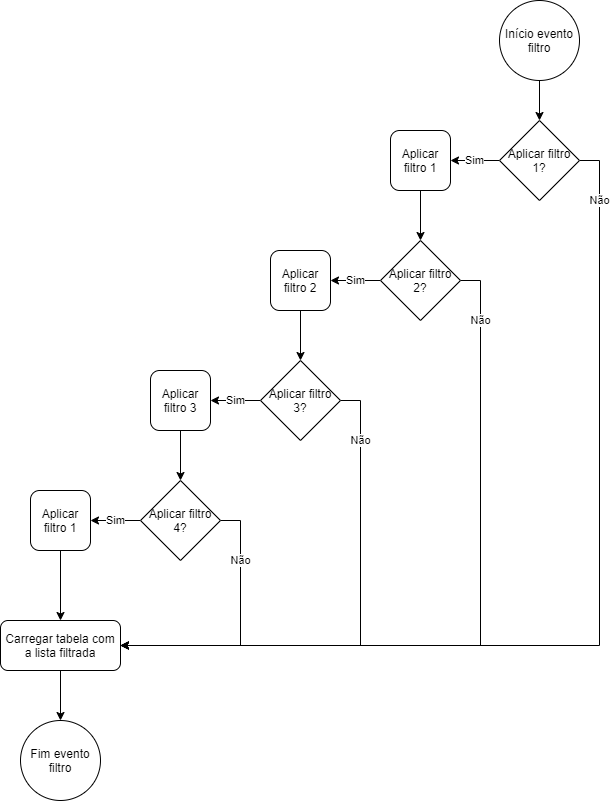 Início evento
filtro
Aplicar filtro
1?
Sim
Não
Aplicar
filtro 1
Aplicar filtro
2?
Sim
Não
Aplicar
filtro 2
Aplicar filtro
3?
Sim
Não
Aplicar
filtro 3
Aplicar filtro
4?
Sim
Não
Aplicar
filtro 1
Carregar tabela com
a lista filtrada
Fim evento
filtro